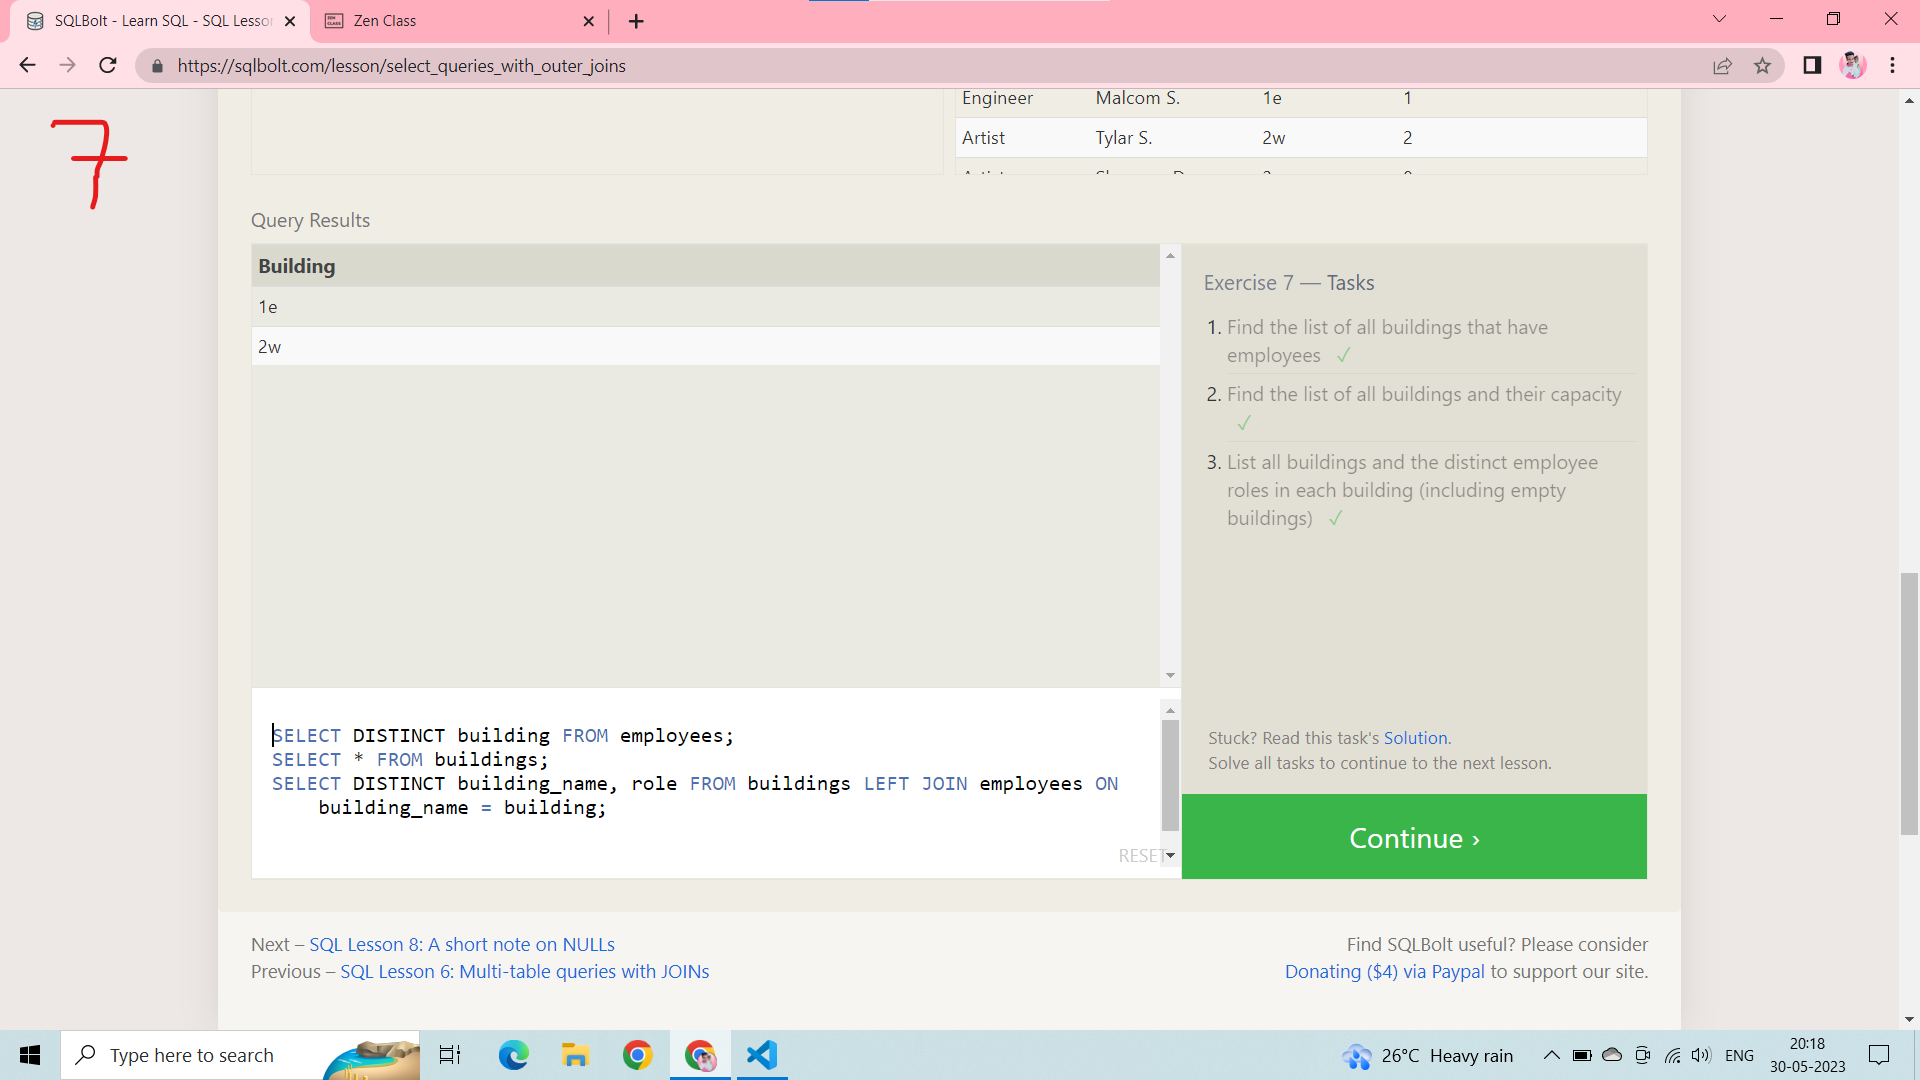 SQLBolt - Learn SQL - SQL Lesson
Zen Class
https://sqlbolt.com/lesson/select_queries_with_outer_joins
7
Engineer Malcom S. 1e 1
Artist Tylar S. 2w 2
Query Results
Building
1e
2w
Exercise 7 — Tasks
1. Find the list of all buildings that have
employees ✓
2. Find the list of all buildings and their capacity
✓
3. List all buildings and the distinct employee
roles in each building (including empty
buildings) ✓
SELECT DISTINCT building FROM employees;
SELECT * FROM buildings;
SELECT DISTINCT building_name, role FROM buildings LEFT JOIN employees ON
building_name = building;
RESET
Stuck? Read this task's Solution.
Solve all tasks to continue to the next lesson.
Continue ›
Next – SQL Lesson 8: A short note on NULLs
Previous – SQL Lesson 6: Multi-table queries with JOINs
Find SQLBolt useful? Please consider
Donating ($4) via Paypal to support our site.
Type here to search
26°C Heavy rain
ENG
20:18
30-05-2023